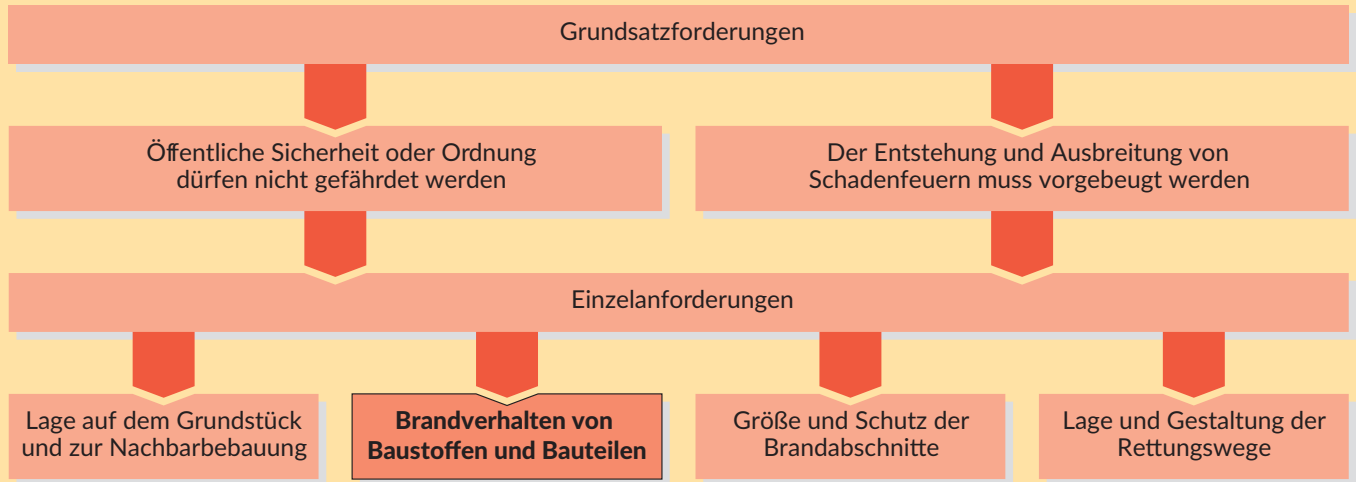 Grundsatzforderungen
Öffentliche Sicherheit oder Ordnung
dürfen nicht gefährdet werden
Der Entstehung und Ausbreitung von
Schadenfeuern muss vorgebeugt werden
Einzelanforderungen
Lage auf dem Grundstück
und zur Nachbarbebauung
Brandverhalten von
Baustoffen und Bauteilen
Größe und Schutz der
Brandabschnitte
Lage und Gestaltung der
Rettungswege